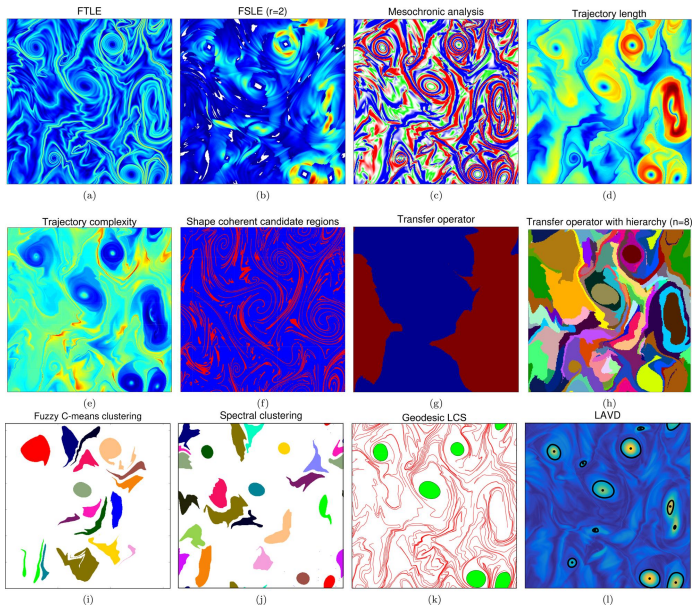 FTLE
FSLE (r=2)
Mesochronic analysis
Trajectory length
(a)
(b)
(c)
(d)
Trajectory complexity
Shape coherent candidate regions
Transfer operator
Transfer operator with hierarchy (n=8)
(e)
(f)
(g)
(h)
Fuzzy C-means clustering
Spectral clustering
Geodesic LCS
LAVD
(i)
(j)
(k)
(l)